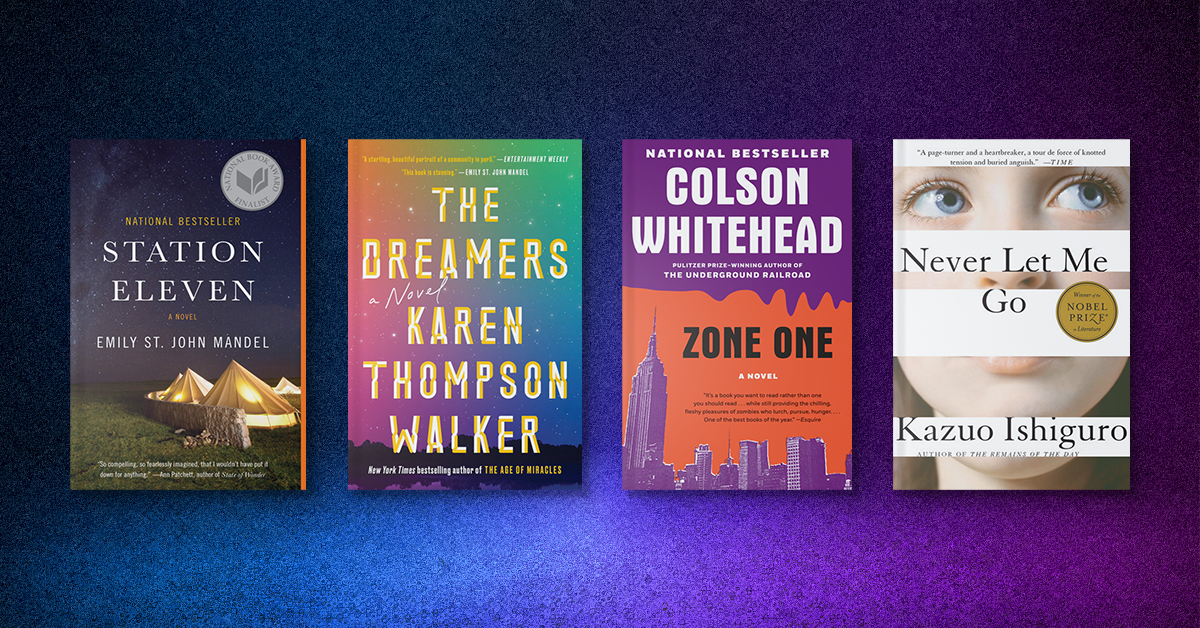 NATIONAL BOOK AWARD
FINALIST
NATIONAL BESTSELLER
STATION
ELEVEN
A NOVEL
EMILY ST. JOHN MANDEL
"So compelling, so fearlessly imagined, that I wouldn't have put it
down for anything." —Ann Patchett, author of State of Wonder
"A startling, beautiful portrait of a community in peril." —ENTERTAINMENT WEEKLY
"This book is stunning." —EMILY ST. JOHN MANDEL
THE
DREAMERS
a Novel
KAREN
THOMPSON
WALKER
New York Times bestselling author of THE AGE OF MIRACLES
NATIONAL BESTSELLER
COLSON
WHITEHEAD
PULITZER PRIZE–WINNING AUTHOR OF
THE UNDERGROUND RAILROAD
ZONE ONE
A NOVEL
"It's a book you want to read rather than one
you should read . . . while still providing the chilling,
fleshy pleasures of zombies who lurch, pursue, hunger. . . .
One of the best books of the year." —Esquire
"A page-turner and a heartbreaker, a tour de force of knotted
tension and buried anguish." —TIME
Never Let Me
Go
Winner of the
NOBEL
PRIZE
in Literature
Kazuo Ishiguro
AUTHOR OF THE REMAINS OF THE DAY